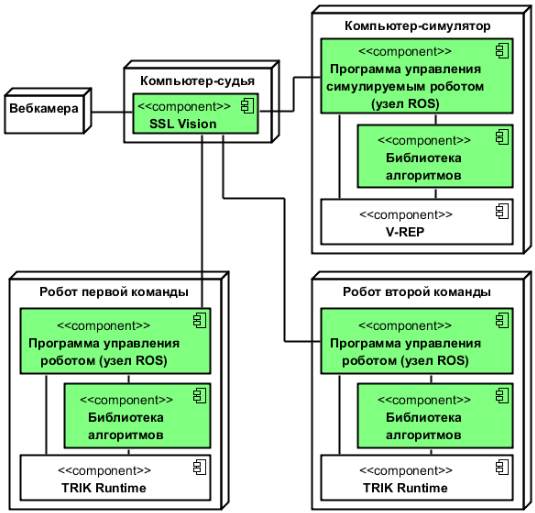 Компьютер-симулятор
<<component>>
Программа управления
симулируемым роботом
(узел ROS)
<<component>>
Библиотека
алгоритмов
<<component>>
V-REP
Компьютер-судья
<<component>>
SSL Vision
Вебкамера
Робот первой команды
<<component>>
Программа управления
роботом (узел ROS)
<<component>>
Библиотека
алгоритмов
<<component>>
TRIK Runtime
Робот второй команды
<<component>>
Программа управления
роботом (узел ROS)
<<component>>
Библиотека
алгоритмов
<<component>>
TRIK Runtime